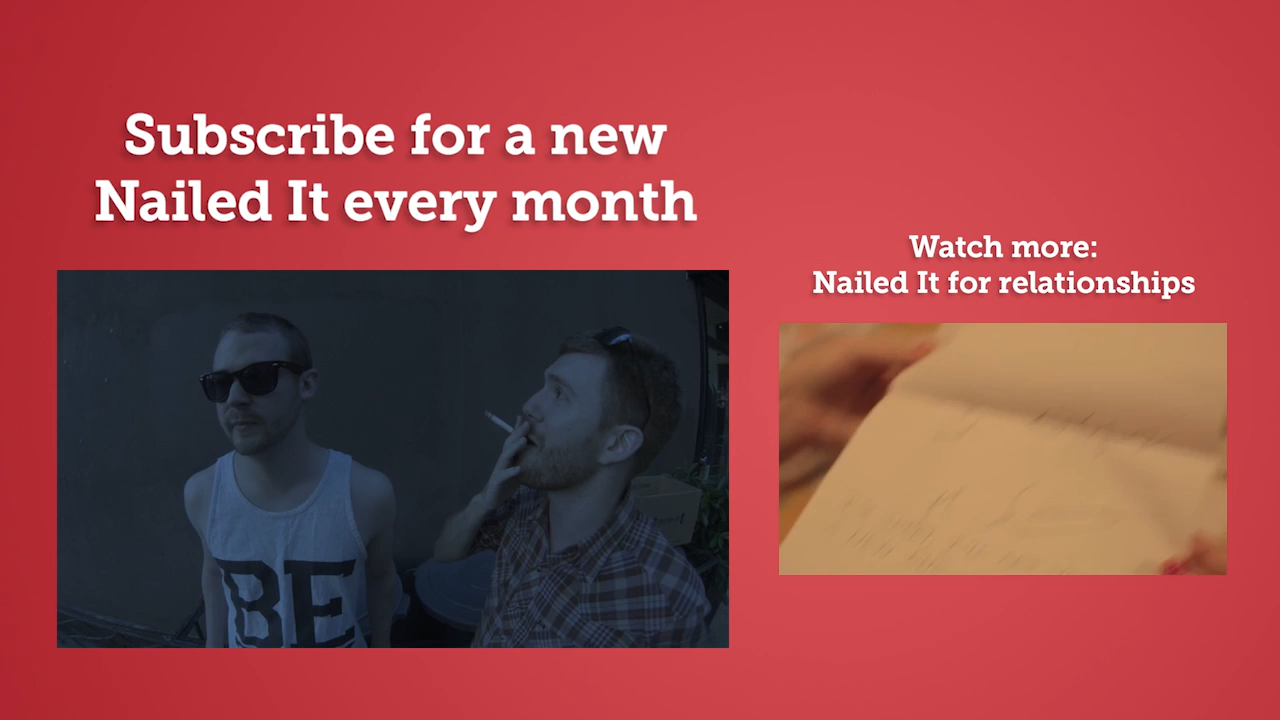 Subscribe for a new
Nailed It every month
Watch more:
Nailed It for relationships
BE